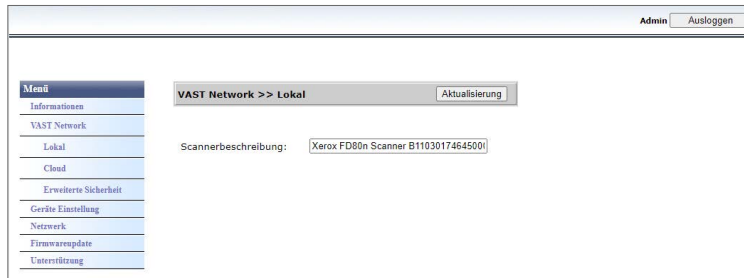 Admin Ausloggen
Menü
Informationen
VAST Network
Lokal
Cloud
Erweiterte Sicherheit
Geräte Einstellung
Netzwerk
Firmwareupdate
Unterstützung
VAST Network >> Lokal Aktualisierung
Scannerbeschreibung: Xerox FD80n Scanner B1103017464500